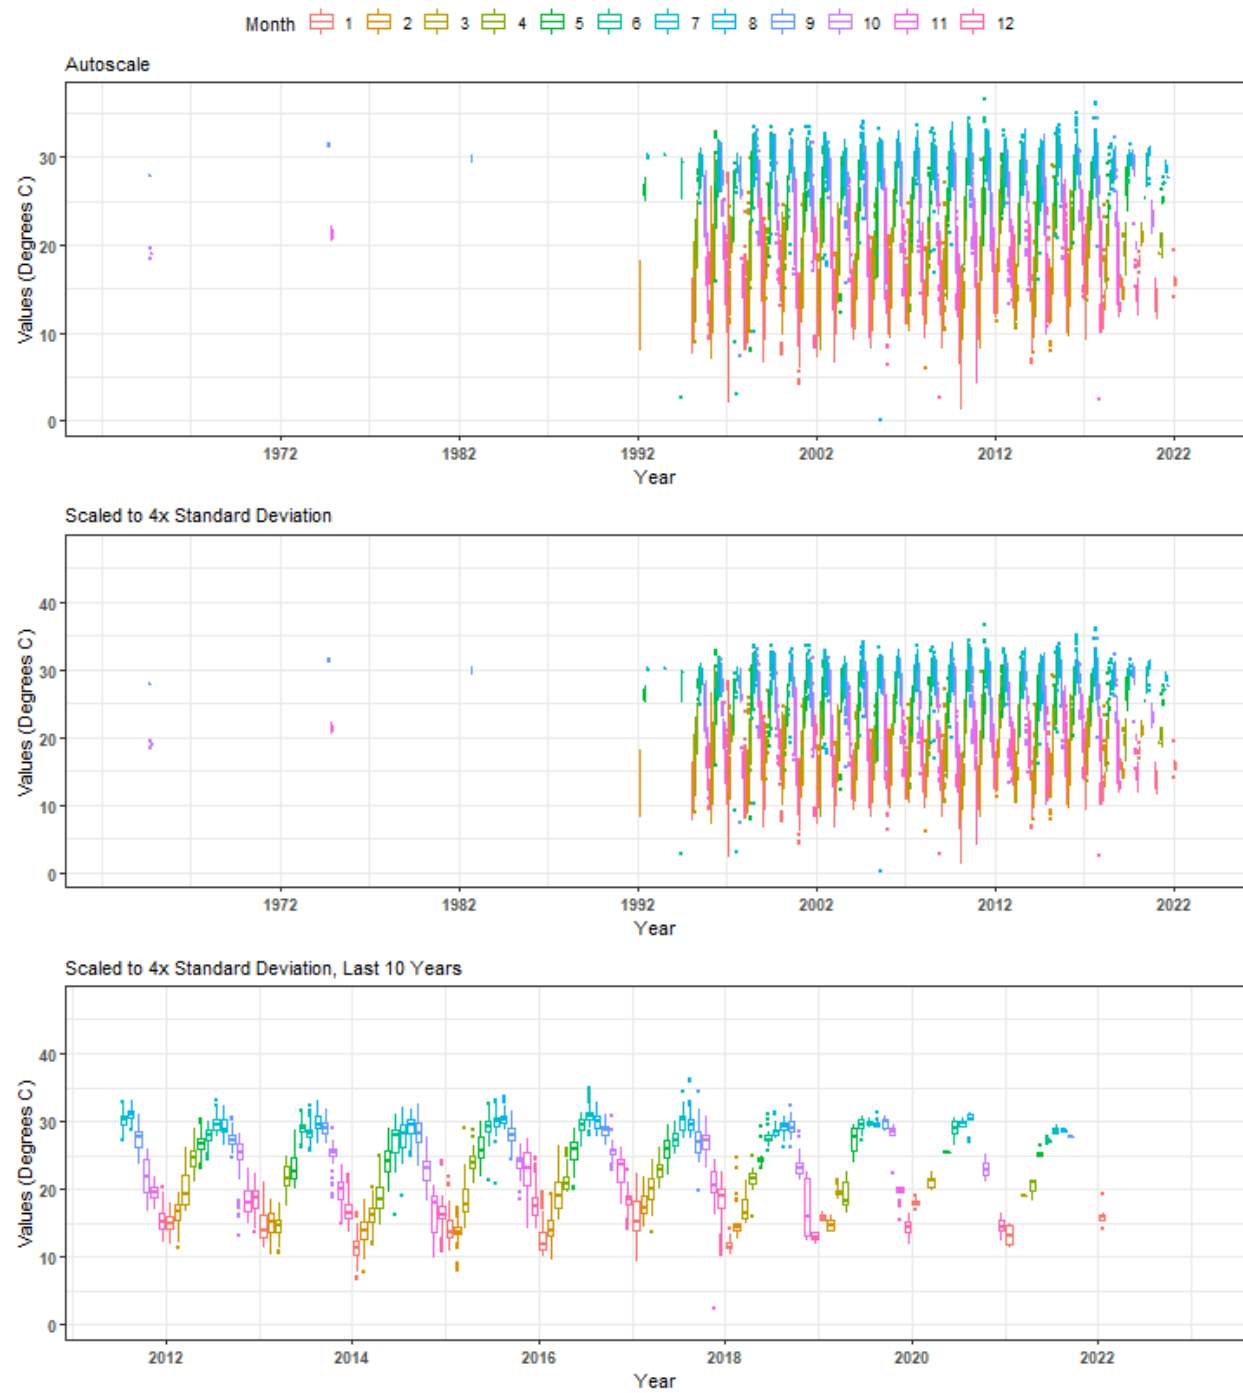 Month 1 2 3 4 5 6 7 8 9 10 11 12
Autoscale
Values (Degrees C)
30
20
10
0
1972 1982 1992 2002 2012 2022
Year
Scaled to 4x Standard Deviation
Values (Degrees C)
40
30
20
10
0
1972 1982 1992 2002 2012 2022
Year
Scaled to 4x Standard Deviation, Last 10 Years
Values (Degrees C)
40
30
20
10
0
2012 2014 2016 2018 2020 2022
Year